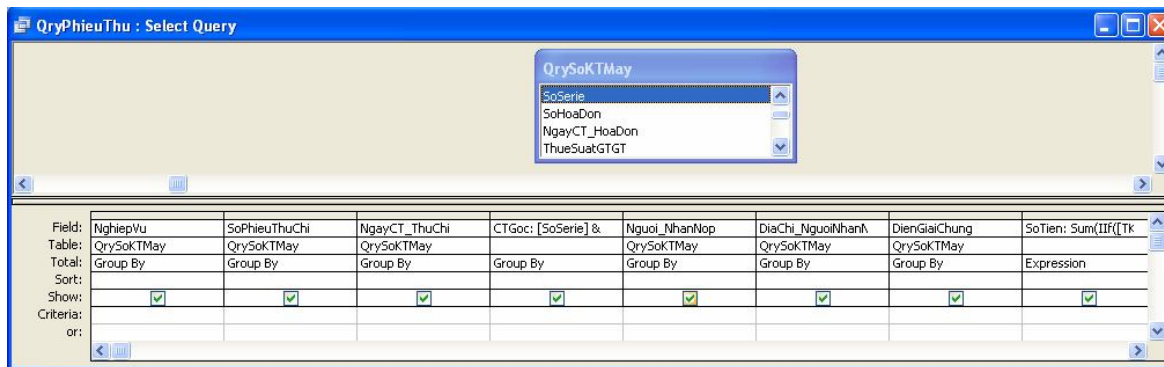 QryPhieuThu : Select Query
QrySoKTMay
SoSerie
SoHoaDon
NgayCT_HoaDon
ThueSuatGTGT
Field: NghiepVu SoPhieuThuChi NgayCT_ThuChi CTGoc: [SoSerie] & Nguoi_NhanNop DiaChi_NguoiNhanN DienGiaiChung SoTien: Sum(IIf([TK
Table: QrySoKTMay QrySoKTMay QrySoKTMay QrySoKTMay QrySoKTMay QrySoKTMay
Total: Group By Group By Group By Group By Group By Group By Group By Expression
Sort:
Show:
Criteria:
or: